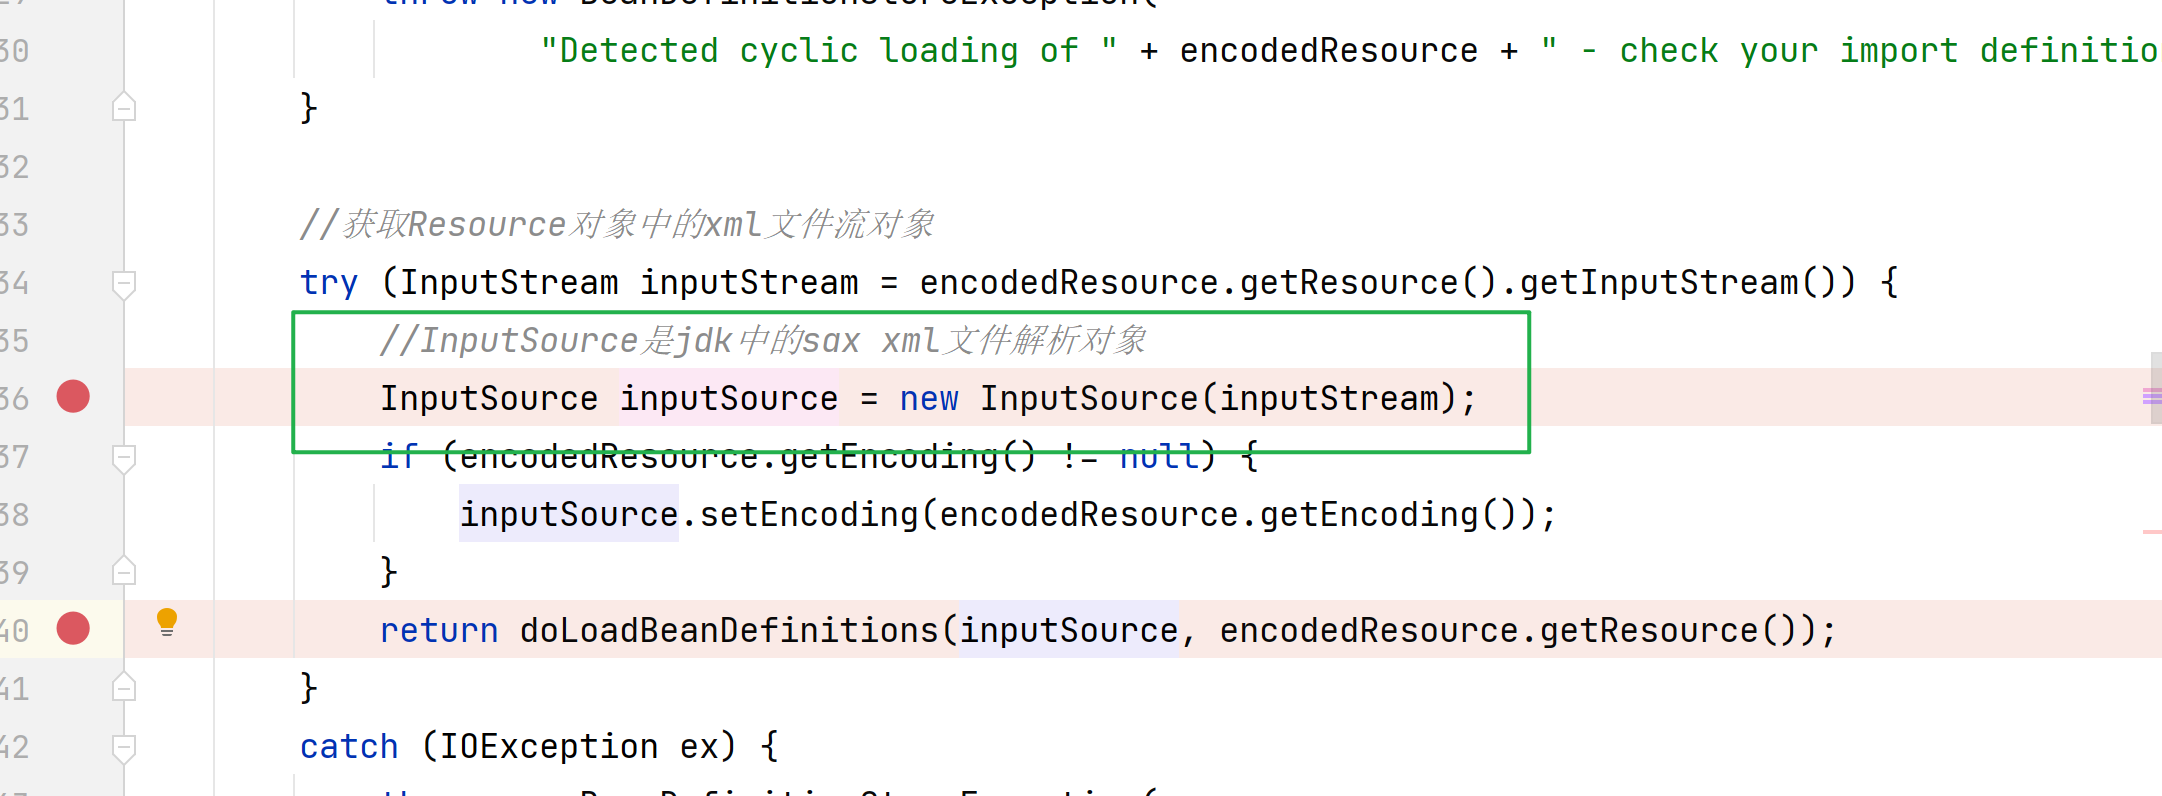 30 "Detected cyclic loading of " + encodedResource + " - check your import definitio
31 }
32
33 //获取Resource对象中的xml文件流对象
34 try (InputStream inputStream = encodedResource.getResource().getInputStream()) {
35 //InputSource是jdk中的sax xml文件解析对象
36 InputSource inputSource = new InputSource(inputStream);
37 if (encodedResource.getEncoding() != null) {
38 inputSource.setEncoding(encodedResource.getEncoding());
39 }
40 return doLoadBeanDefinitions(inputSource, encodedResource.getResource());
41 }
42 catch (IOException ex) {